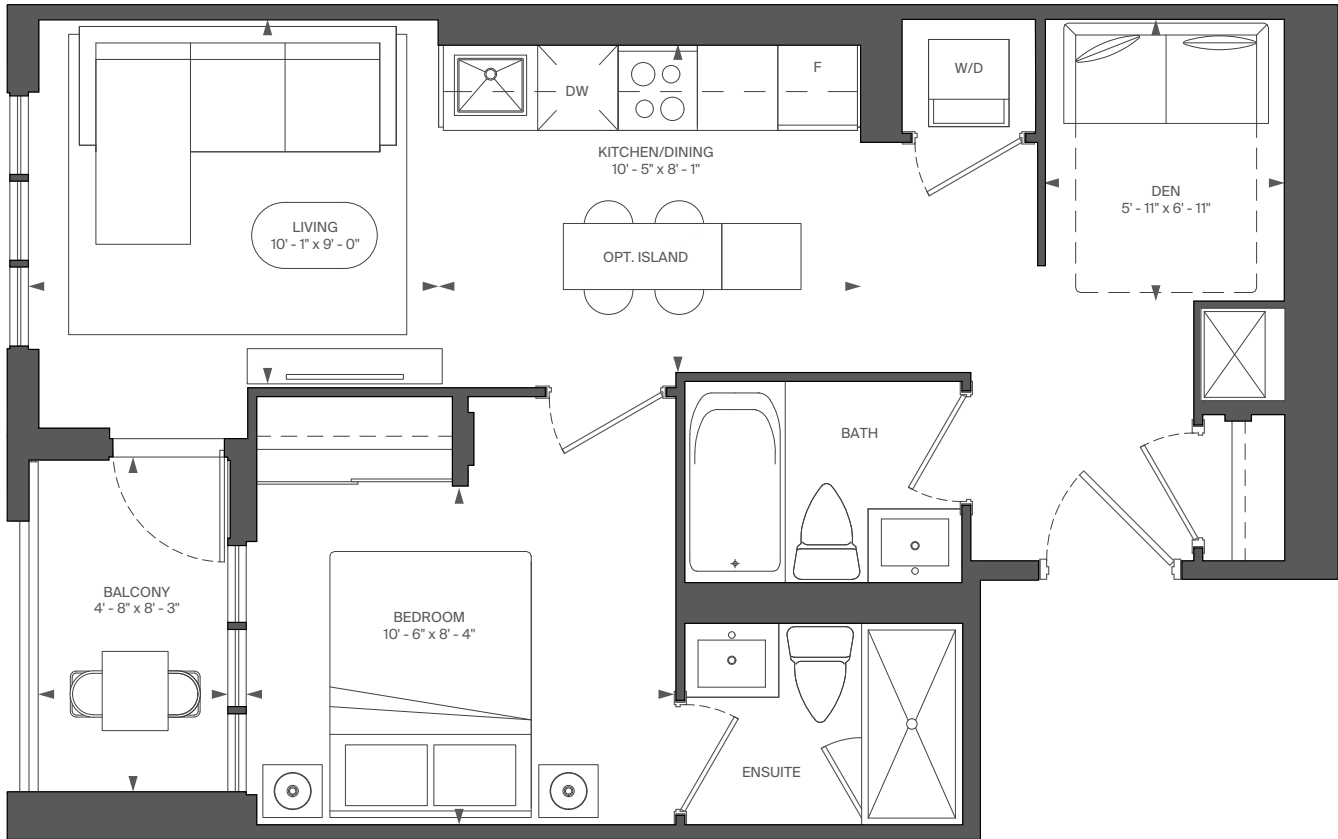 F
W/D
DW
KITCHEN/DINING
10' - 5" x 8' - 1"
DEN
5' - 11" x 6' - 11"
LIVING
10' - 1" x 9' - 0"
OPT. ISLAND
BATH
BALCONY
4' - 8" x 8' - 3"
BEDROOM
10' - 6" x 8' - 4"
ENSUITE